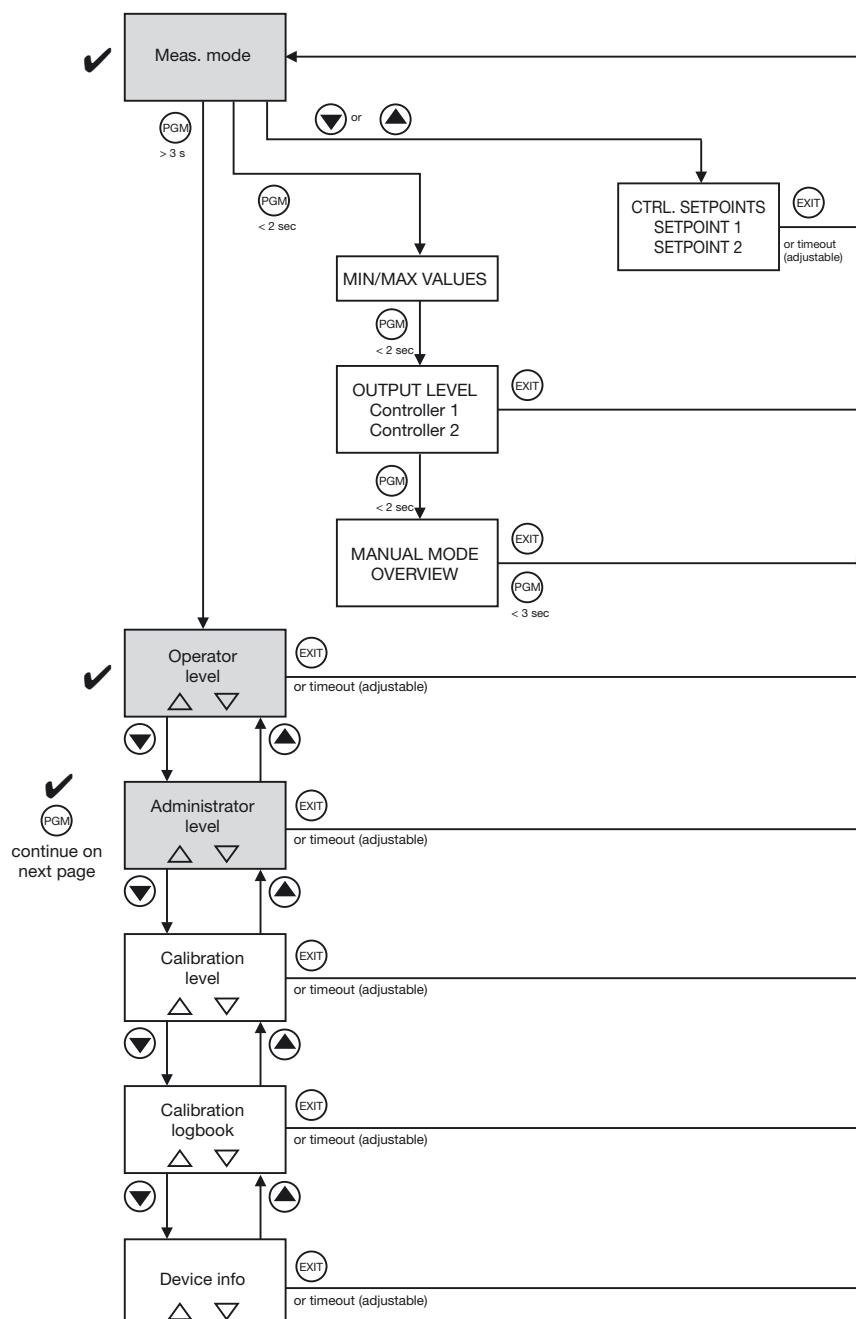 Meas. mode
PGM
> 3 s
or
PGM
< 2 sec
CTRL. SETPOINTS
SETPOINT 1
SETPOINT 2
EXIT
or timeout
(adjustable)
MIN/MAX VALUES
PGM
< 2 sec
OUTPUT LEVEL
Controller 1
Controller 2
EXIT
PGM
< 2 sec
MANUAL MODE
OVERVIEW
EXIT
PGM
< 3 sec
Operator
level
EXIT
or timeout (adjustable)
PGM
continue on
next page
Administrator
level
EXIT
or timeout (adjustable)
Calibration
level
EXIT
or timeout (adjustable)
Calibration
logbook
EXIT
or timeout (adjustable)
Device info
EXIT
or timeout (adjustable)